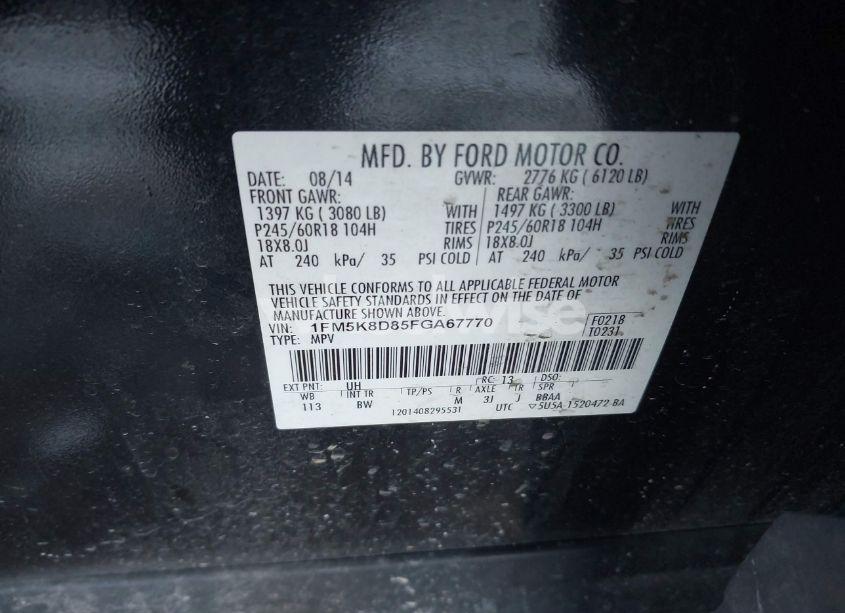 MFD. BY FORD MOTOR CO.
DATE: 08/14 GVWR: 2776 KG ( 6120 LB)
FRONT GAWR: REAR GAWR:
1397 KG ( 3080 LB) WITH 1497 KG ( 3300 LB) WITH
P245/60R18 104H TIRES P245/60R18 104H TIRES
18X8.0J RIMS 18X8.0J RIMS
AT 240 kPa/ 35 PSI COLD AT 240 kPa/ 35 PSI COLD
THIS VEHICLE CONFORMS TO ALL APPLICABLE FEDERAL MOTOR
VEHICLE SAFETY STANDARDS IN EFFECT ON THE DATE OF
MANUFACTURE SHOWN ABOVE.
VIN: 1FM5K8D85FGA67770 F0218
TYPE: MPV T0231
EXT PNT: UH RC: 13 DSO:
WB INT TR TP/PS R AXLE TR SPR
113 BW M 3J J BBAA
1201408295531 UTC ▽5U5A-1520472-BA